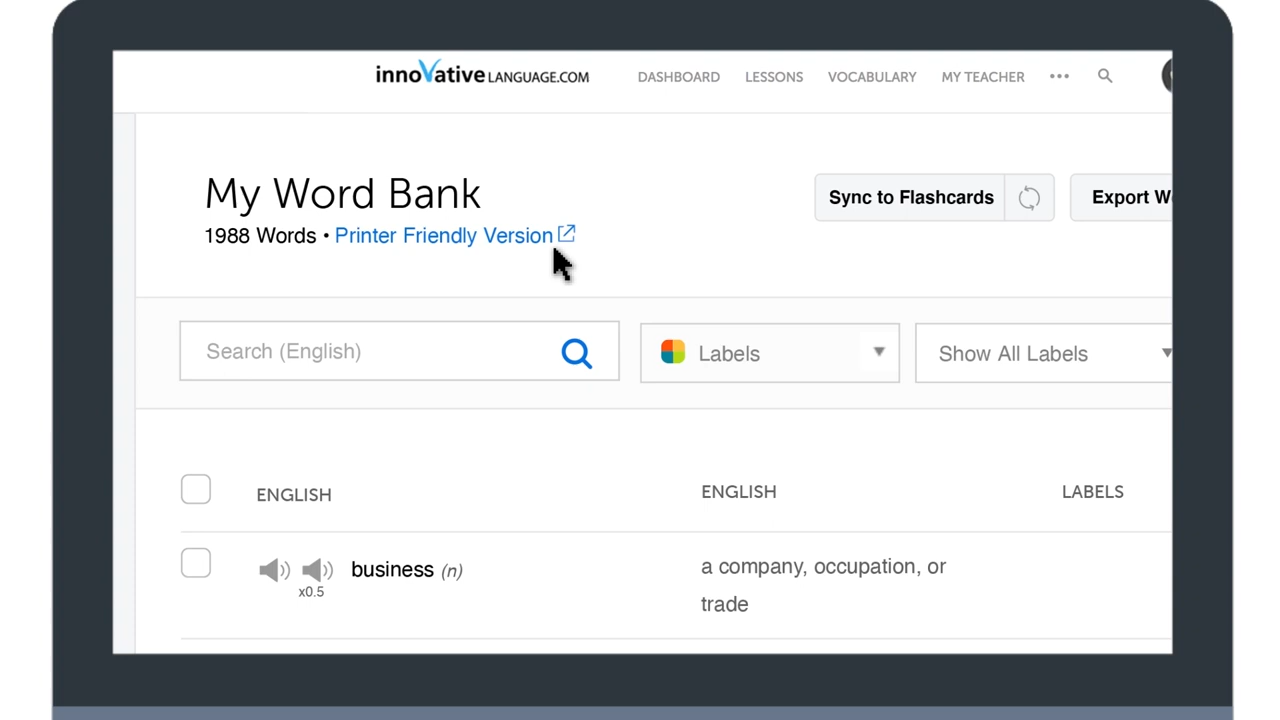 innoVative LANGUAGE.COM DASHBOARD LESSONS VOCABULARY MY TEACHER •••
My Word Bank
Sync to Flashcards Export W
1988 Words • Printer Friendly Version
Search (English) Labels Show All Labels
ENGLISH ENGLISH LABELS
business (n) a company, occupation, or
trade
x0.5